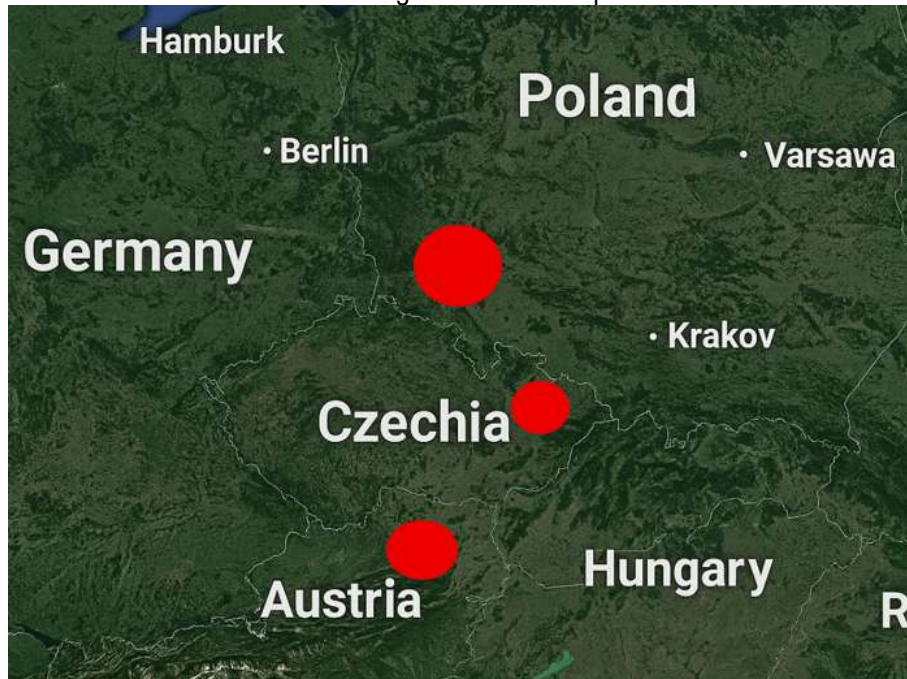 Hamburk
Poland
Berlin
Varsawa
Germany
Krakov
Czechia
Hungary
Austria
R